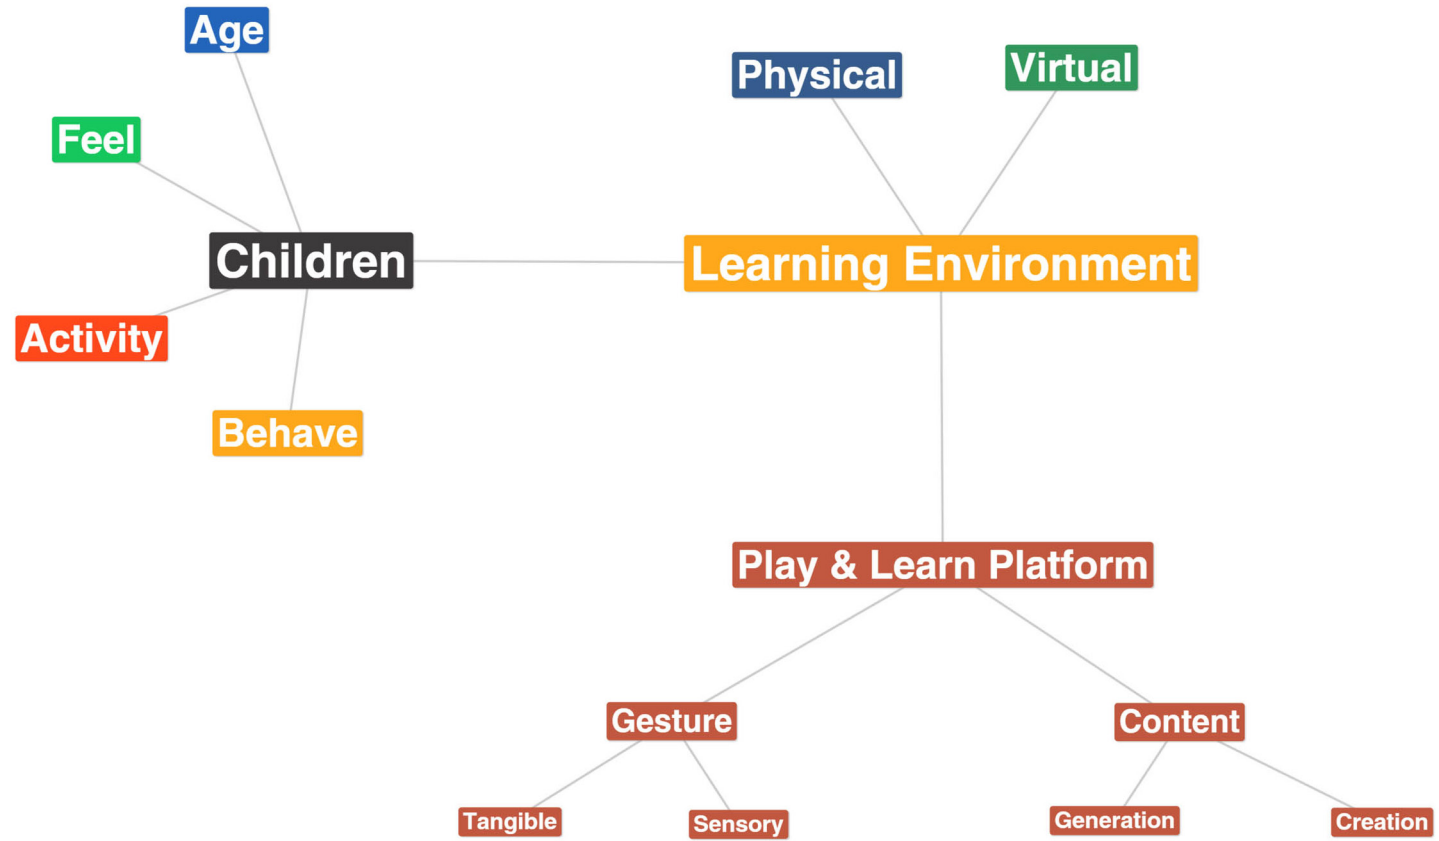 Age
Feel
Children
Activity
Behave
Physical
Virtual
Learning Environment
Play & Learn Platform
Gesture
Content
Tangible
Sensory
Generation
Creation